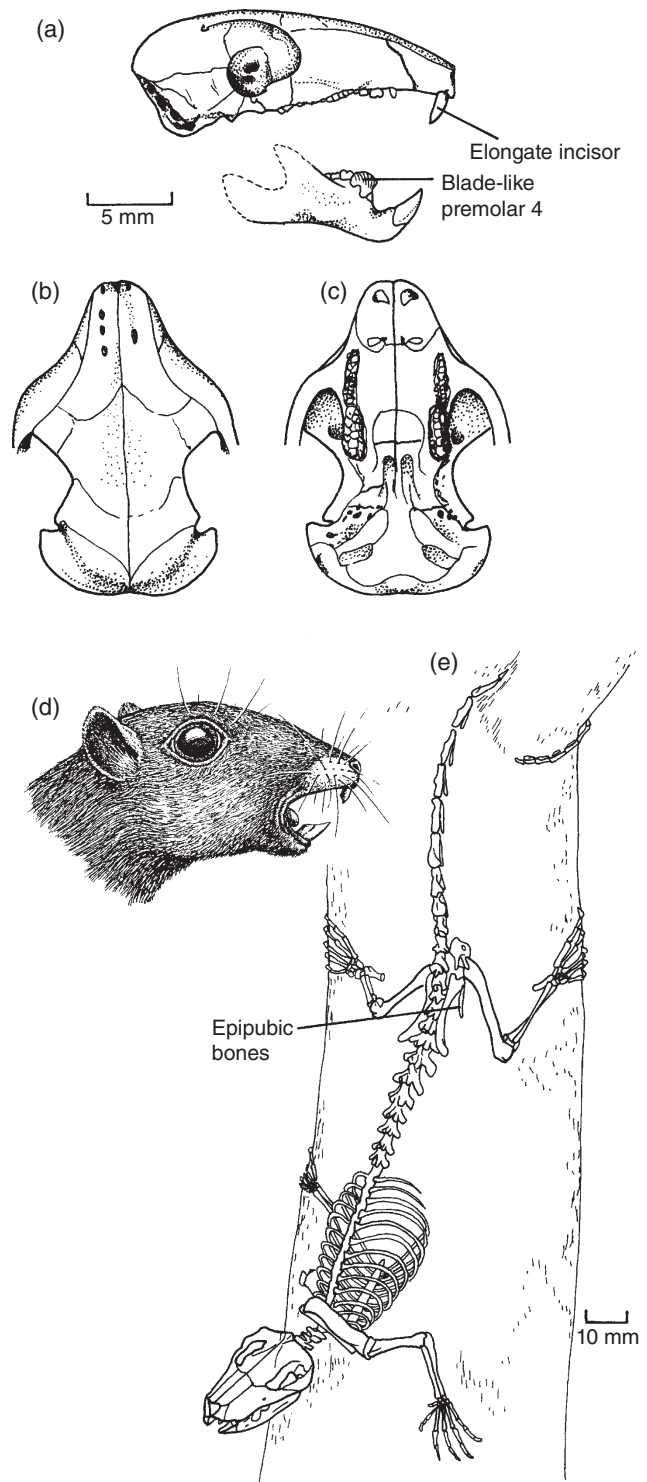 (a)
Elongate incisor
Blade-like
premolar 4
5 mm
(b)
(c)
(d)
(e)
Epipubic
bones
10 mm